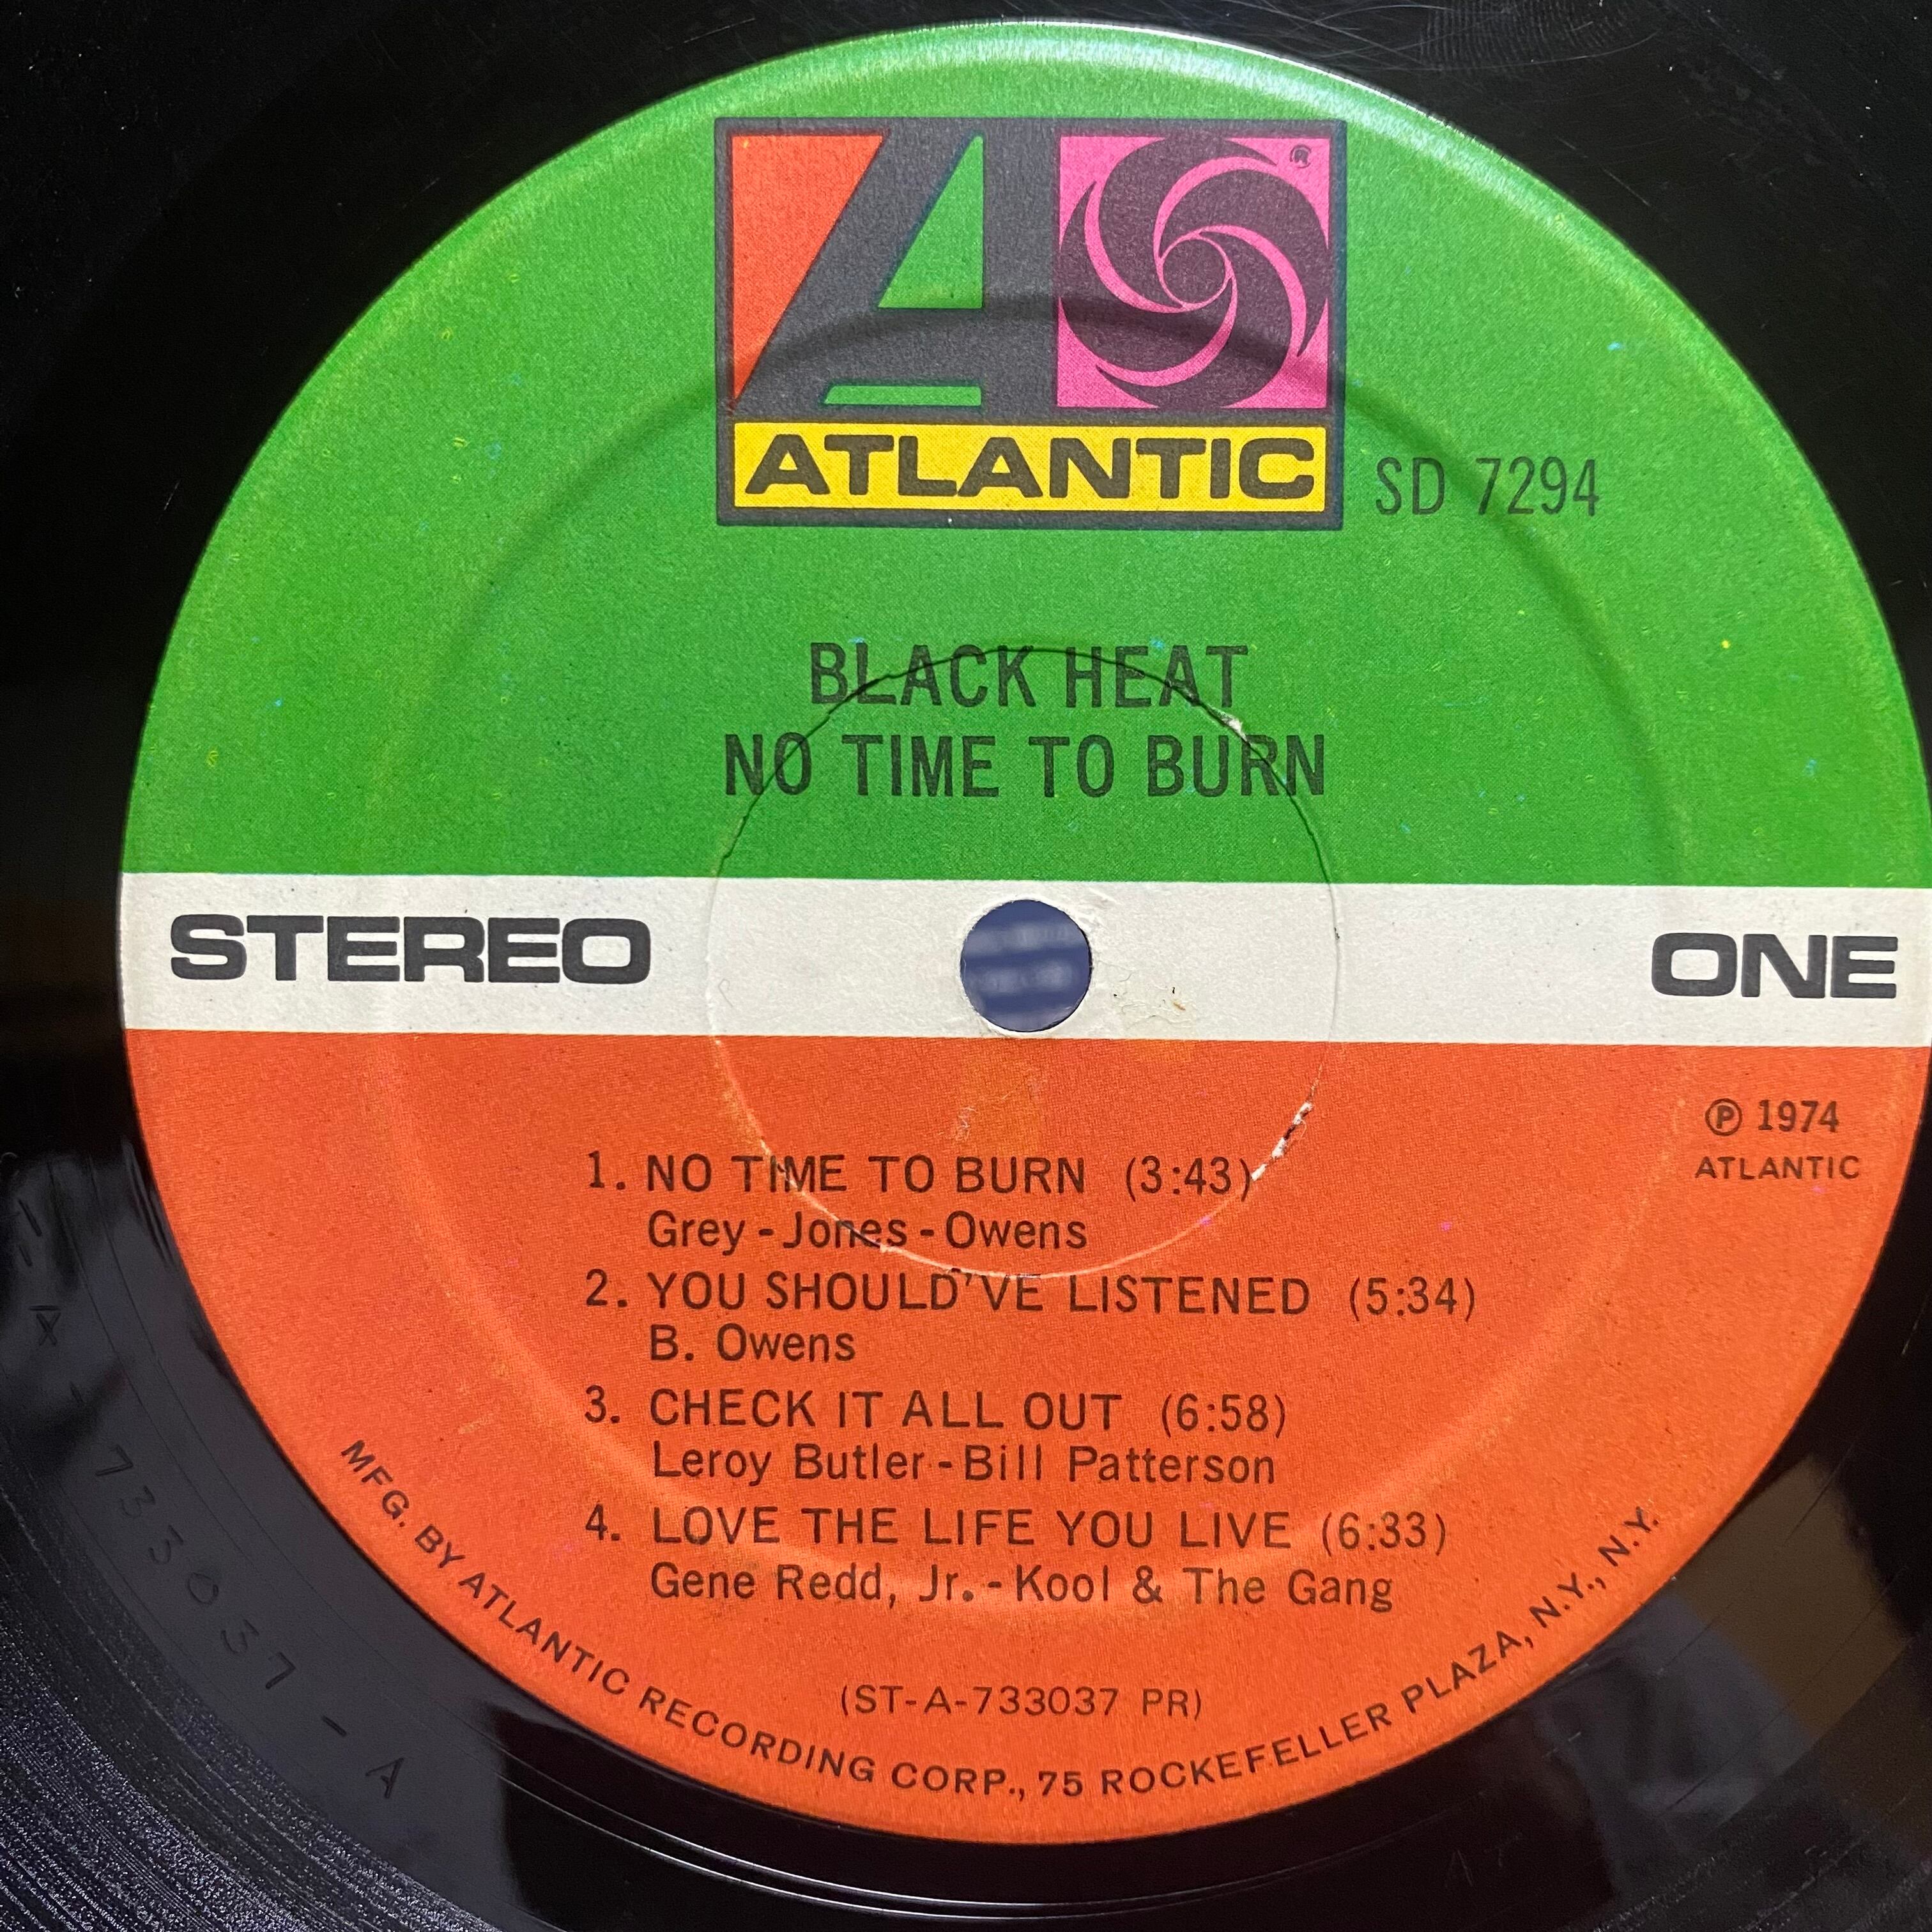 ATLANTIC
SD 7294
BLACK HEAT
NO TIME TO BURN
STEREO
ONE
Ⓟ 1974
ATLANTIC
1. NO TIME TO BURN (3:43)
Grey - Jones - Owens
2. YOU SHOULD'VE LISTENED (5:34)
B. Owens
3. CHECK IT ALL OUT (6:58)
Leroy Butler - Bill Patterson
4. LOVE THE LIFE YOU LIVE (6:33)
Gene Redd, Jr. - Kool & The Gang
(ST-A-733037 PR)
MFG. BY ATLANTIC RECORDING CORP., 75 ROCKEFELLER PLAZA, N.Y., N.Y.
733037-A